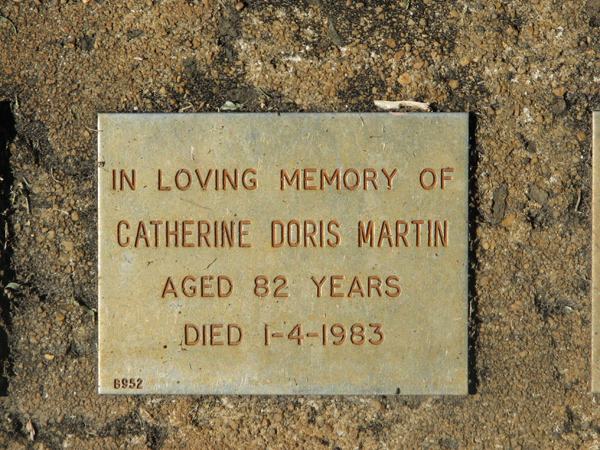 IN LOVING MEMORY OF
CATHERINE DORIS MARTIN
AGED 82 YEARS
DIED 1-4-1983
B952